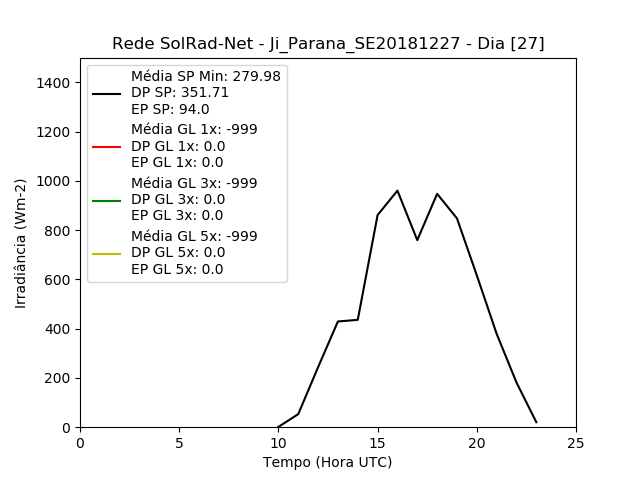 Rede SolRad-Net - Ji_Parana_SE20181227 - Dia [27]
Média SP Min: 279.98
DP SP: 351.71
EP SP: 94.0
Média GL 1x: -999
DP GL 1x: 0.0
EP GL 1x: 0.0
Média GL 3x: -999
DP GL 3x: 0.0
EP GL 3x: 0.0
Média GL 5x: -999
DP GL 5x: 0.0
EP GL 5x: 0.0
Irradiância (Wm-2)
1400
1200
1000
800
600
400
200
0
0 5 10 15 20 25
Tempo (Hora UTC)